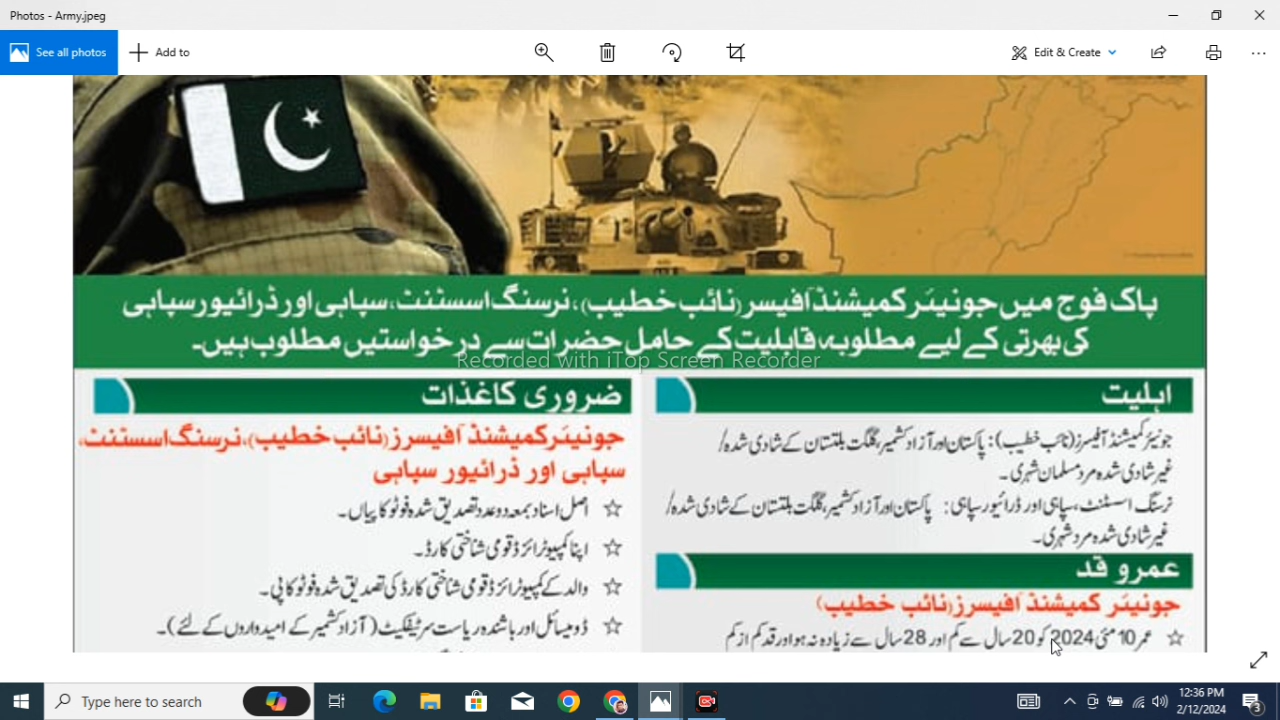 Photos - Army.jpeg
See all photos
Add to
Edit & Create
پاک فوج میں جونیئر کمیشنڈ آفیسر (نائب خطیب)، نرسنگ اسسٹنٹ، سپاہی اور ڈرائیور سپاہی
کی بھرتی کے لیے مطلوبہ قابلیت کے حامل حضرات سے درخواستیں مطلوب ہیں۔
Recorded with iTop Screen Recorder
اہلیت
جونیئر کمیشنڈ آفیسرز (نائب خطیب): پاکستان اور آزاد کشمیر، گلگت بلتستان کے شادی شدہ/
غیر شادی شدہ مرد مسلمان شہری۔
نرسنگ اسسٹنٹ، سپاہی اور ڈرائیور سپاہی: پاکستان اور آزاد کشمیر، گلگت بلتستان کے شادی شدہ/
غیر شادی شدہ مرد شہری۔
عمر و قد
جونیئر کمیشنڈ آفیسرز (نائب خطیب)
☆ عمر 10 مئی 2024 کو 20 سال سے کم اور 28 سال سے زیادہ نہ ہو اور قد کم از کم
ضروری کاغذات
جونیئر کمیشنڈ آفیسرز (نائب خطیب)، نرسنگ اسسٹنٹ،
سپاہی اور ڈرائیور سپاہی
☆ اصل اسناد بمعہ دو عدد تصدیق شدہ فوٹو کاپیاں۔
☆ اپنا کمپیوٹرائزڈ قومی شناختی کارڈ۔
☆ والد کے کمپیوٹرائزڈ قومی شناختی کارڈ کی تصدیق شدہ فوٹو کاپی۔
☆ ڈومیسائل اور باشندہ ریاست سرٹیفکیٹ (آزاد کشمیر کے امیدواروں کے لئے)۔
Type here to search
12:36 PM
2/12/2024
3